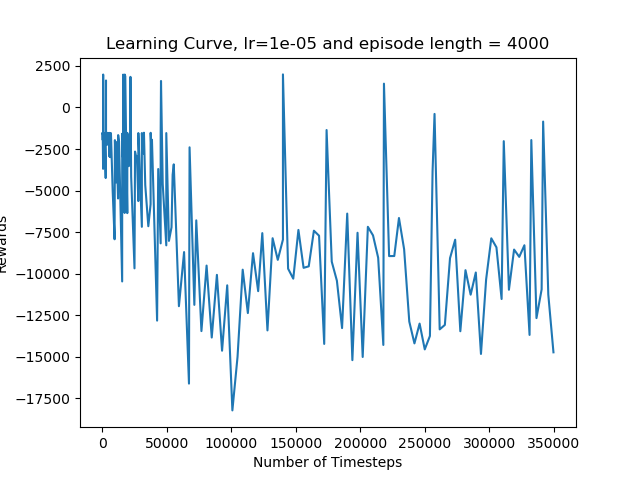 Learning Curve, lr=1e-05 and episode length = 4000
2500
0
−2500
−5000
−7500
−10000
−12500
−15000
−17500
Rewards
0 50000 100000 150000 200000 250000 300000 350000
Number of Timesteps